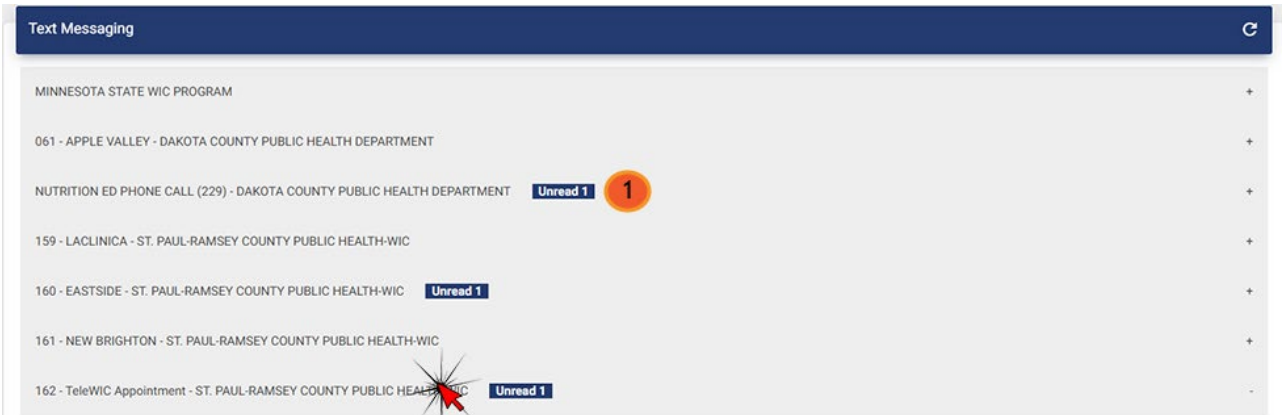 Text Messaging
MINNESOTA STATE WIC PROGRAM +
061 - APPLE VALLEY - DAKOTA COUNTY PUBLIC HEALTH DEPARTMENT +
NUTRITION ED PHONE CALL (229) - DAKOTA COUNTY PUBLIC HEALTH DEPARTMENT Unread 1 1 +
159 - LACLINICA - ST. PAUL-RAMSEY COUNTY PUBLIC HEALTH-WIC +
160 - EASTSIDE - ST. PAUL-RAMSEY COUNTY PUBLIC HEALTH-WIC Unread 1 +
161 - NEW BRIGHTON - ST. PAUL-RAMSEY COUNTY PUBLIC HEALTH-WIC +
162 - TeleWIC Appointment - ST. PAUL-RAMSEY COUNTY PUBLIC HEALTH-WIC Unread 1 -